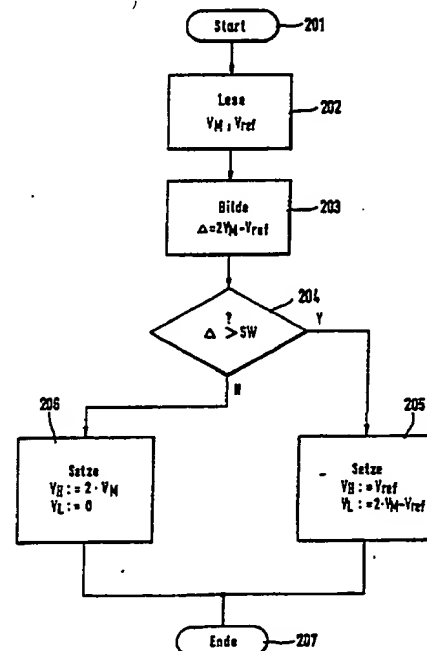 Start
201
Lese
V_M , V_ref
202
Bilde
Δ=2V_M-V_ref
203
204
?
Δ > SW
Y
N
206
Setze
V_H := 2 · V_M
V_L := 0
205
Setze
V_H := V_ref
V_L := 2·V_M-V_ref
Ende
207